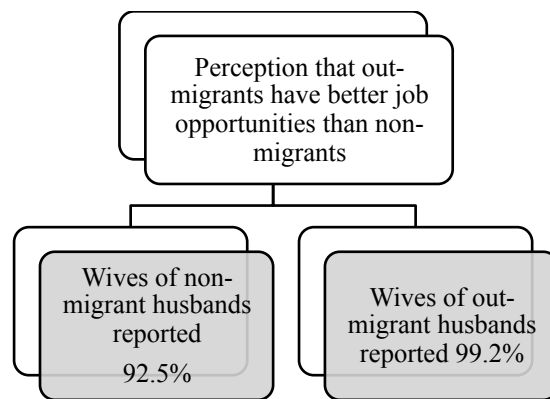 Perception that out-
migrants have better job
opportunities than non-
migrants
Wives of non-
migrant husbands
reported
92.5%
Wives of out-
migrant husbands
reported 99.2%